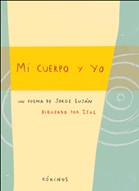 Mi CUERPO Y YO
UN POEMA DE JORGE LUJÁN
DIBUJADO POR ISOL
KÓKINOS